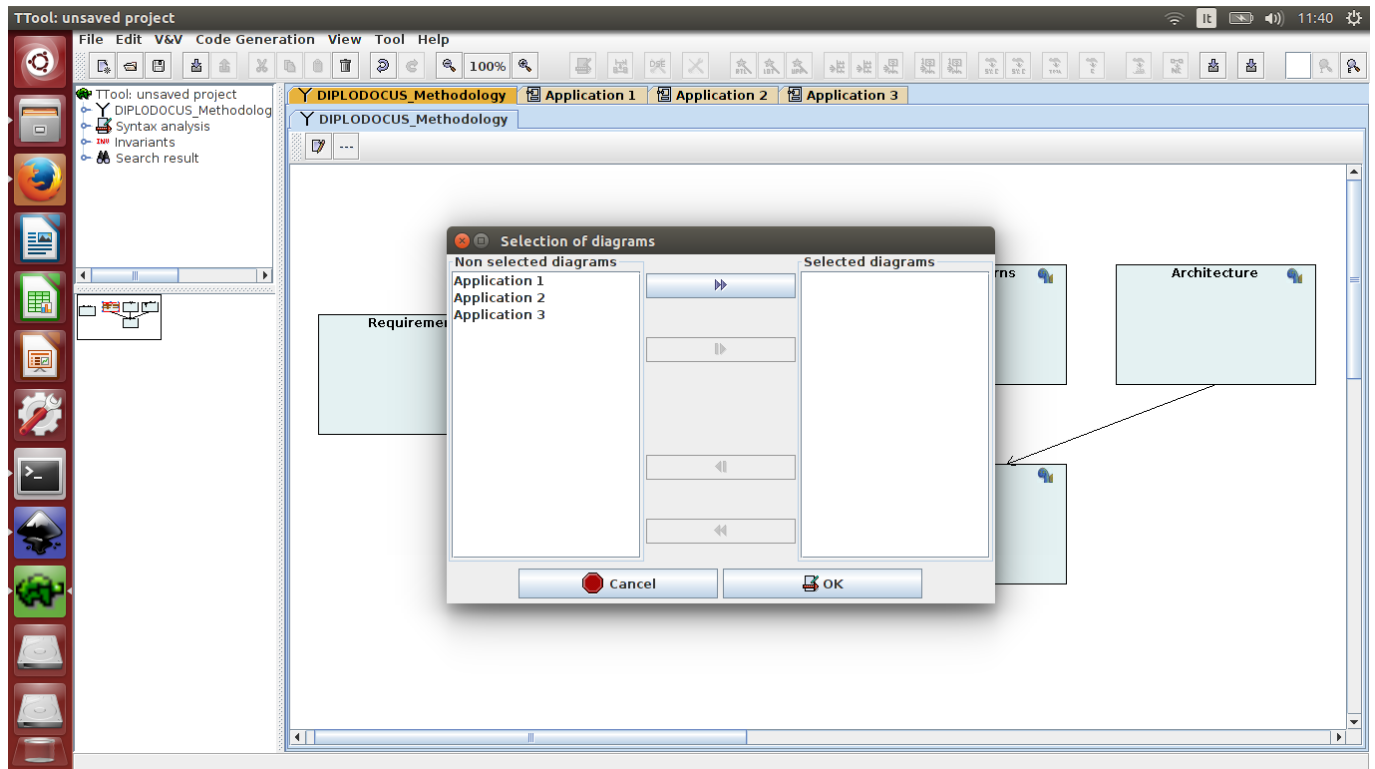 TTool: unsaved project
It
11:40
File Edit V&V Code Generation View Tool Help
100%
TTool: unsaved project
DIPLODOCUS_Methodolog
Syntax analysis
Invariants
Search result
DIPLODOCUS_Methodology Application 1 Application 2 Application 3
DIPLODOCUS_Methodology
---
Selection of diagrams
Non selected diagrams
Application 1
Application 2
Application 3
Selected diagrams
Requiremen
rns
Architecture
Cancel
OK